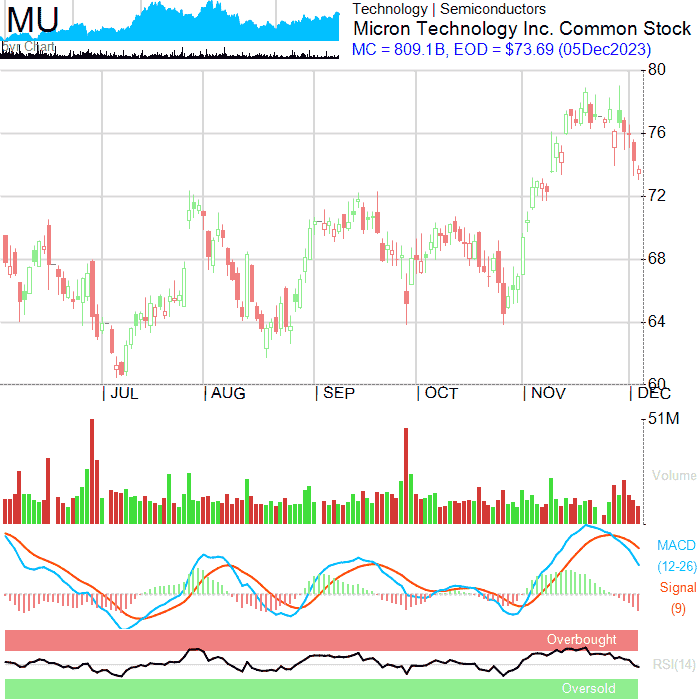 MU
Technology | Semiconductors
Micron Technology Inc. Common Stock
MC = 809.1B, EOD = $73.69 (05Dec2023)
80
76
72
68
64
60
| JUL | AUG | SEP | OCT | NOV | DEC
51M
Volume
MACD
(12-26)
Signal
(9)
Overbought
RSI(14)
Oversold